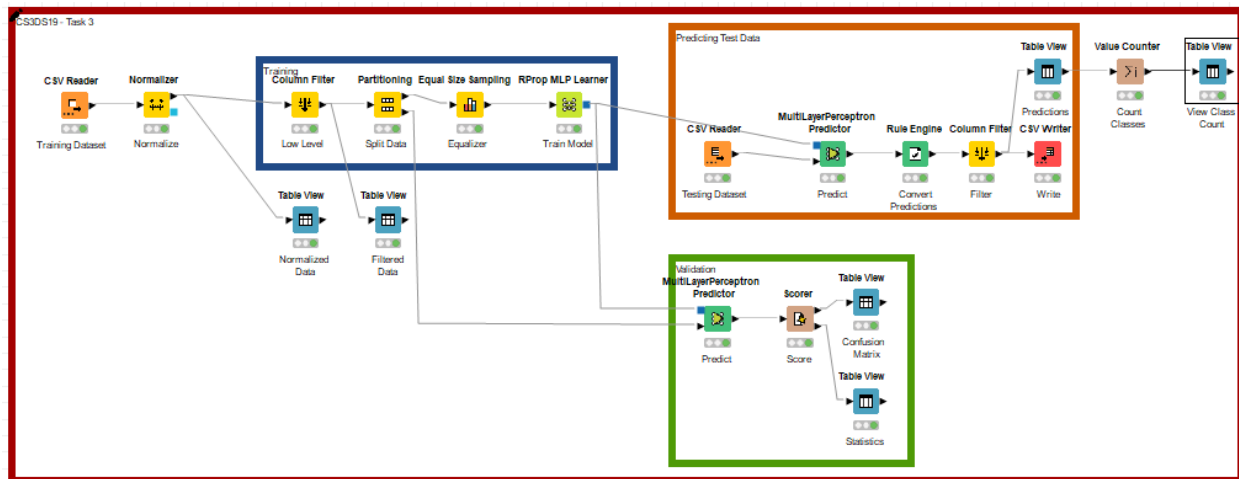 CS3DS19 - Task 3
CSV Reader
Training Dataset
Normalizer
Normalize
Training
Column Filter
Low Level
Partitioning
Split Data
Equal Size Sampling
Equalizer
RProp MLP Learner
Train Model
Table View
Normalized
Data
Table View
Filtered
Data
Predicting Test Data
CSV Reader
Testing Dataset
MultiLayerPerceptron
Predictor
Predict
Rule Engine
Convert
Predictions
Column Filter
Filter
Table View
Predictions
CSV Writer
Write
Value Counter
Count
Classes
Table View
View Class
Count
Validation
MultiLayerPerceptron
Predictor
Predict
Scorer
Score
Table View
Confusion
Matrix
Table View
Statistics